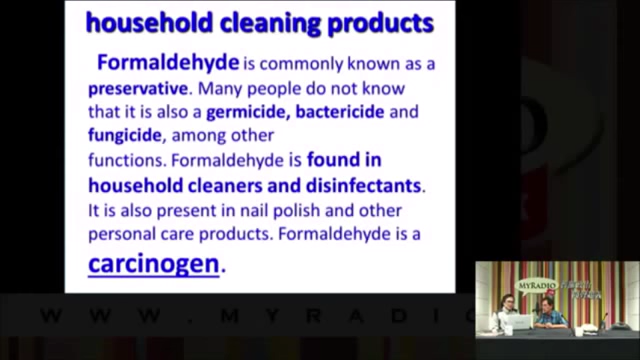 household cleaning products
Formaldehyde is commonly known as a
preservative. Many people do not know
that it is also a germicide, bactericide and
fungicide, among other
functions. Formaldehyde is found in
household cleaners and disinfectants.
It is also present in nail polish and other
personal care products. Formaldehyde is a
carcinogen.
MYRADIO
WWW.MYRADIO